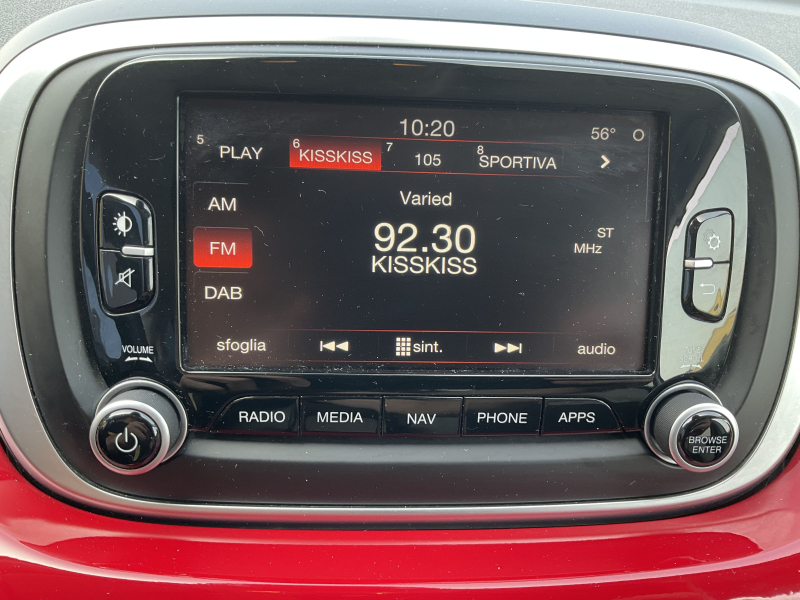 10:20 56°
5 PLAY 6 KISSKISS 7 105 8 SPORTIVA
AM
FM
DAB
Varied
92.30
KISSKISS
ST
MHz
sfoglia sint. audio
VOLUME
RADIO MEDIA NAV PHONE APPS
BROWSE
ENTER